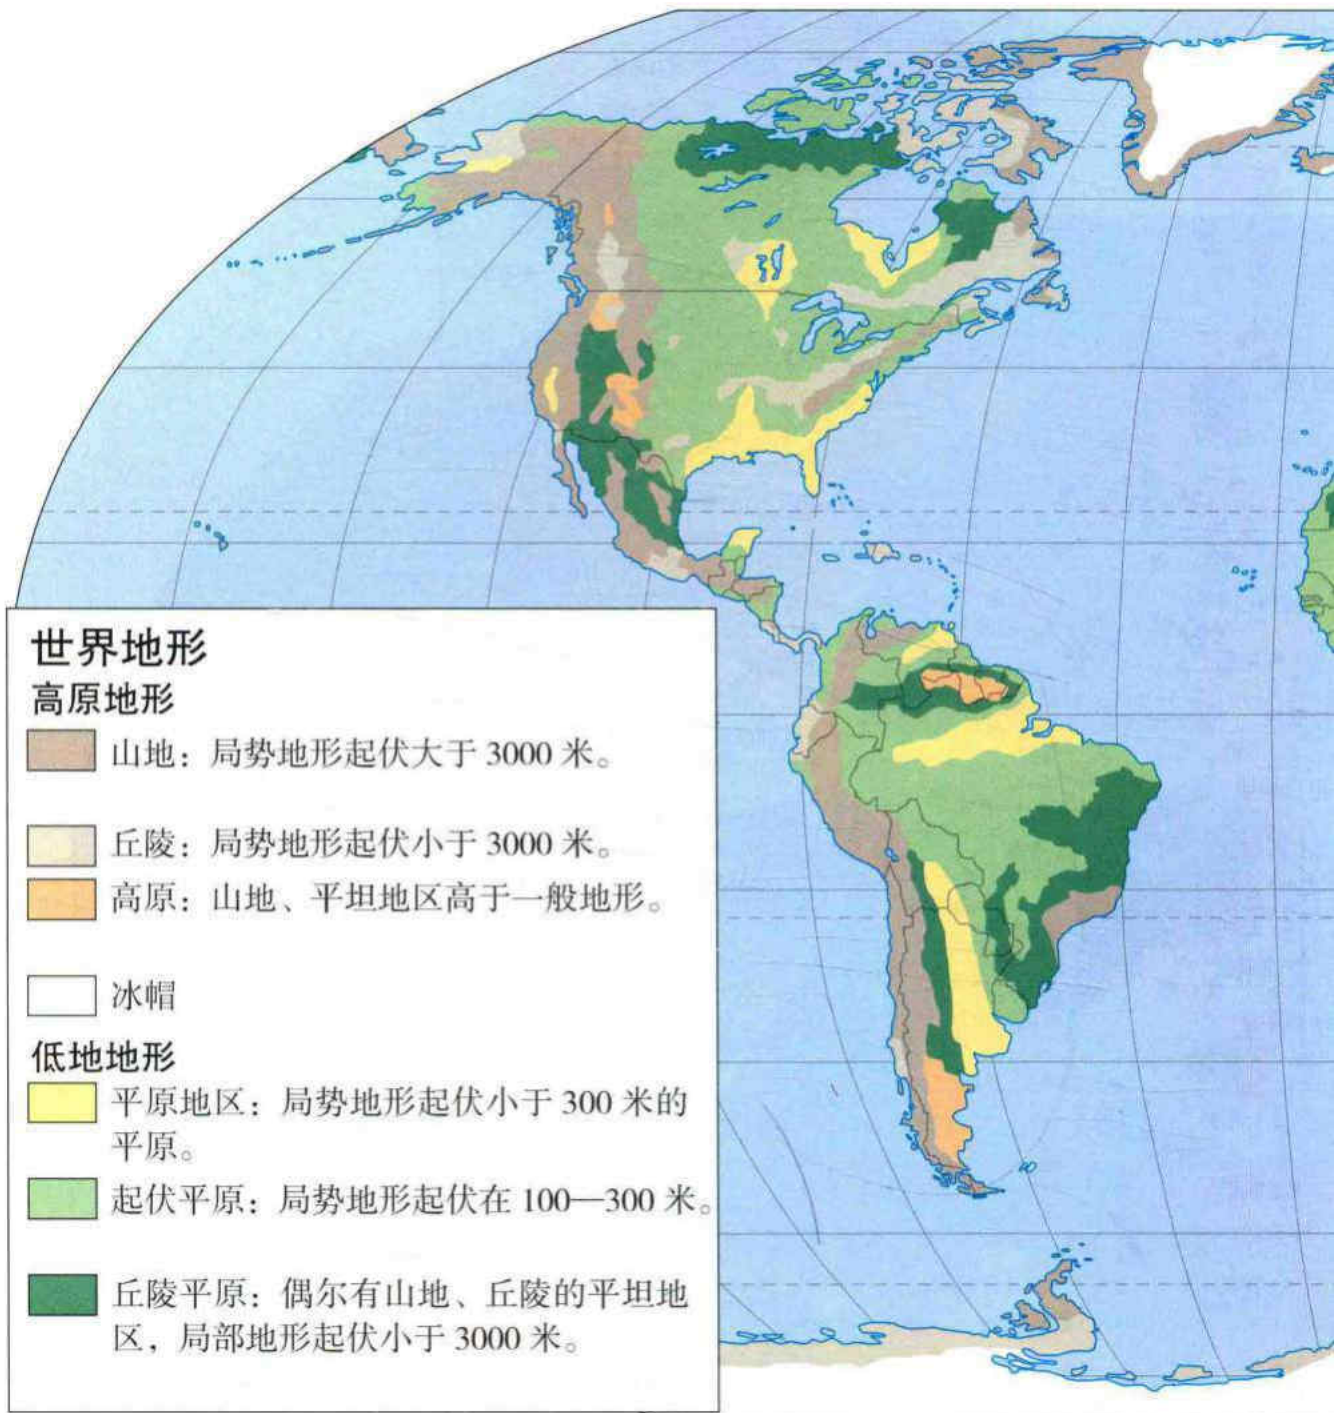 世界地形
高原地形
山地：局势地形起伏大于 3000 米。
丘陵：局势地形起伏小于 3000 米。
高原：山地、平坦地区高于一般地形。
冰帽
低地地形
平原地区：局势地形起伏小于 300 米的
平原。
起伏平原：局势地形起伏在 100—300 米。
丘陵平原：偶尔有山地、丘陵的平坦地
区，局部地形起伏小于 3000 米。